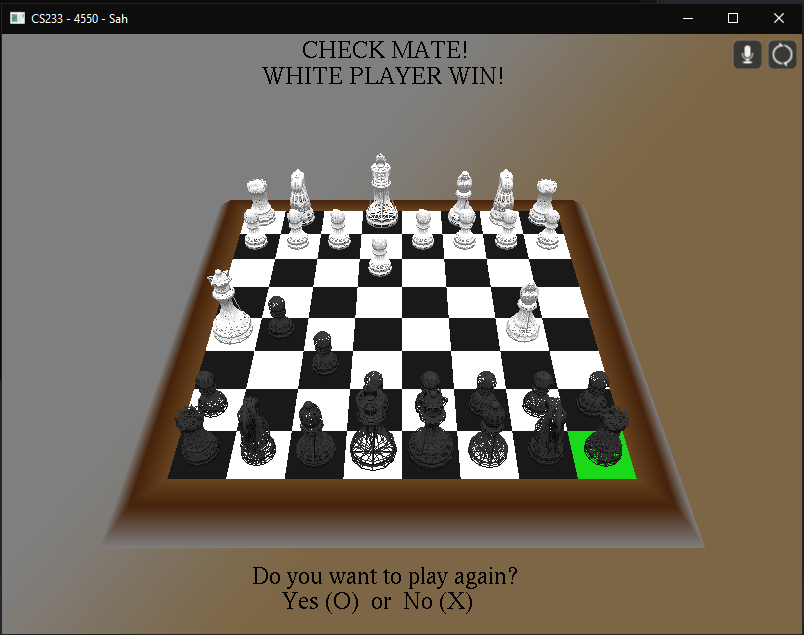 CS233 - 4550 - Sah
CHECK MATE!
WHITE PLAYER WIN!
Do you want to play again?
Yes (O) or No (X)